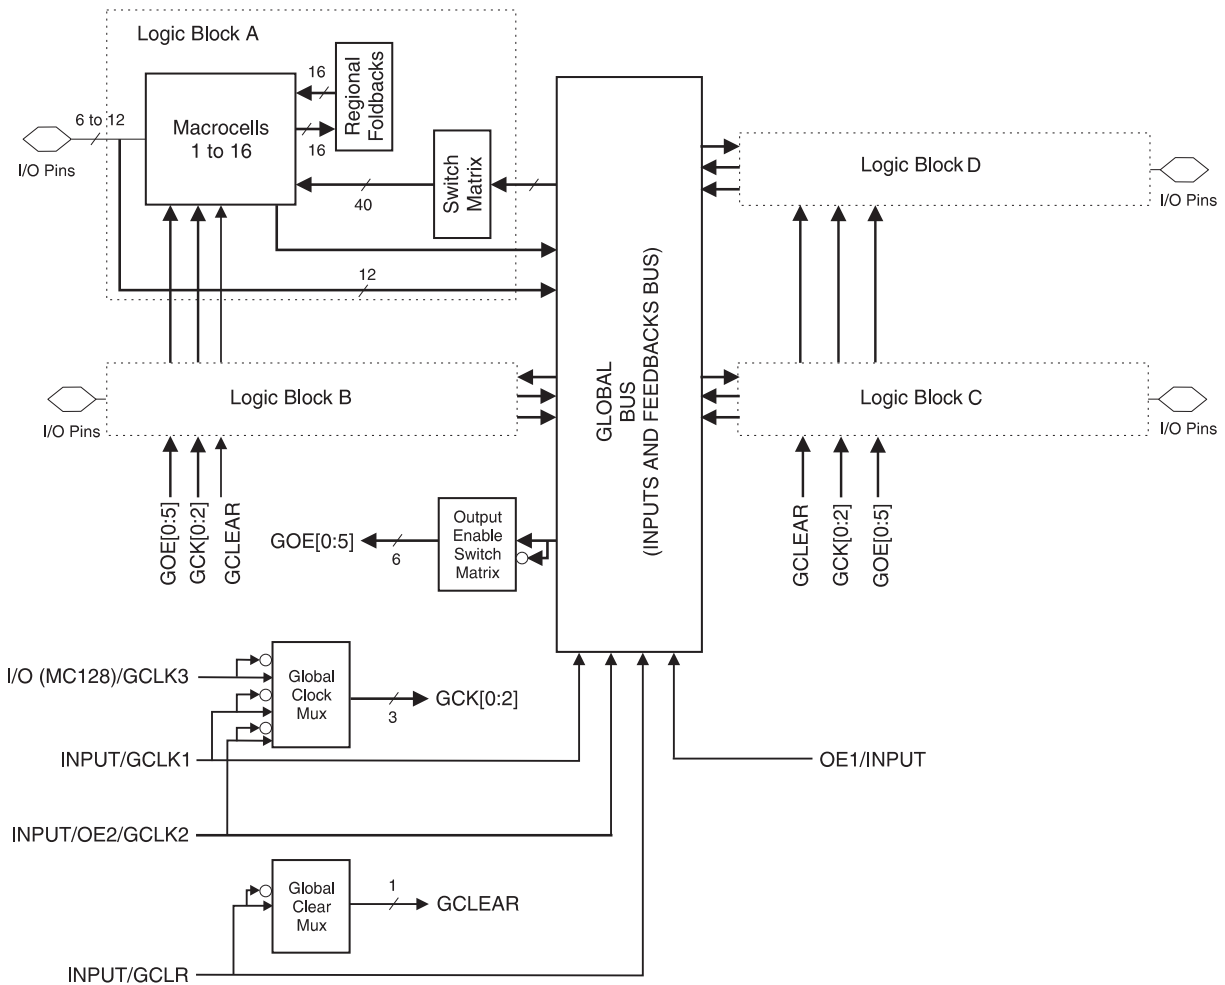 Logic Block A
Macrocells
1 to 16
16
16
Regional
Foldbacks
6 to 12
I/O Pins
40
Switch
Matrix
12
Logic Block B
I/O Pins
GOE[0:5]
GCK[0:2]
GCLEAR
GLOBAL
BUS
(INPUTS AND FEEDBACKS BUS)
Logic Block D
I/O Pins
Logic Block C
I/O Pins
GCLEAR
GCK[0:2]
GOE[0:5]
GOE[0:5]
6
Output
Enable
Switch
Matrix
I/O (MC128)/GCLK3
Global
Clock
Mux
3
GCK[0:2]
INPUT/GCLK1
OE1/INPUT
INPUT/OE2/GCLK2
Global
Clear
Mux
1
GCLEAR
INPUT/GCLR